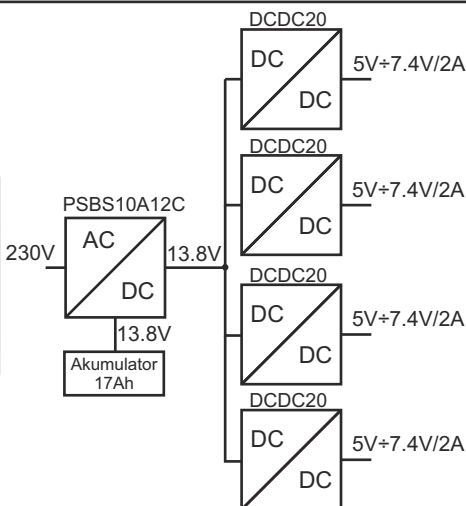 DCDC20
DC
DC
5V÷7.4V/2A
DCDC20
DC
DC
5V÷7.4V/2A
PSBS10A12C
230V
AC
DC
13.8V
13.8V
Akumulator
17Ah
DCDC20
DC
DC
5V÷7.4V/2A
DCDC20
DC
DC
5V÷7.4V/2A